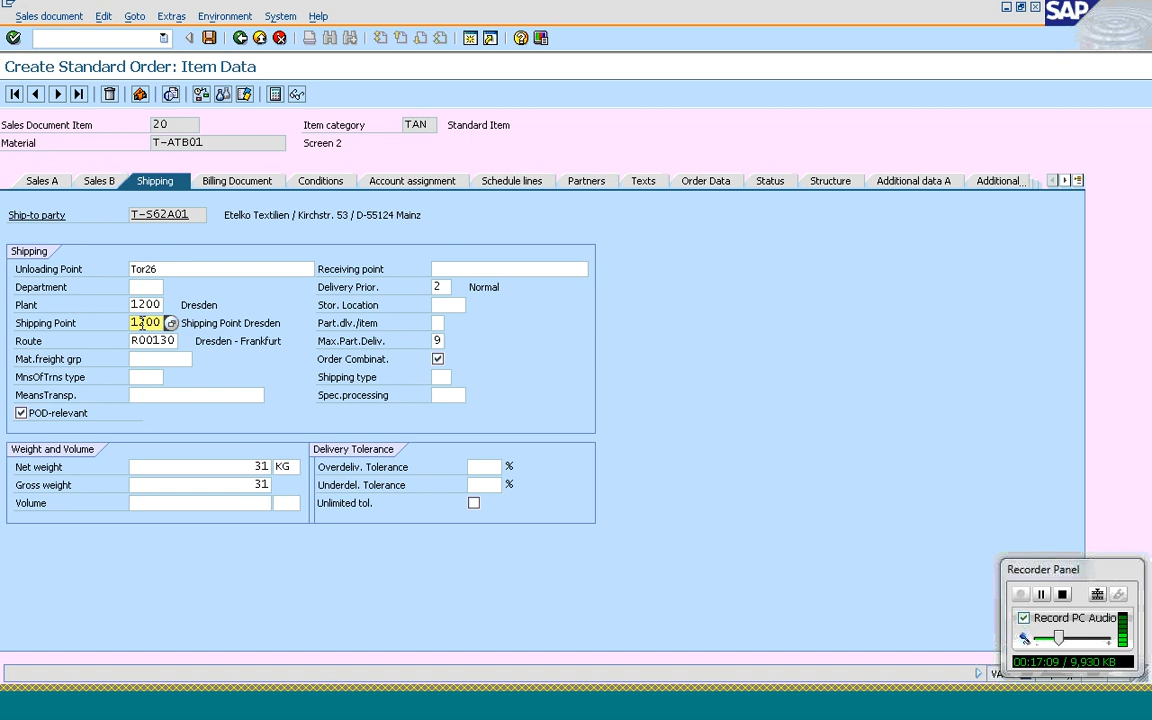 Sales document Edit Goto Extras Environment System Help
SAP
Create Standard Order: Item Data
Sales Document Item 20 Item category TAN Standard Item
Material T-ATB01 Screen 2
Sales A Sales B Shipping Billing Document Conditions Account assignment Schedule lines Partners Texts Order Data Status Structure Additional data A Additional...
Ship-to party T-S62A01 Etelko Textilien / Kirchstr. 53 / D-55124 Mainz
Shipping
Unloading Point Tor26 Receiving point
Department Delivery Prior. 2 Normal
Plant 1200 Dresden Stor. Location
Shipping Point 1200 Shipping Point Dresden Part.dlv./item
Route R00130 Dresden - Frankfurt Max.Part.Deliv. 9
Mat.freight grp Order Combinat.
MnsOfTrns type Shipping type
MeansTransp. Spec.processing
POD-relevant
Weight and Volume Delivery Tolerance
Net weight 31 KG Overdeliv. Tolerance %
Gross weight 31 Underdel. Tolerance %
Volume Unlimited tol.
Recorder Panel
Record PC Audio
00:17:09 / 9,930 KB